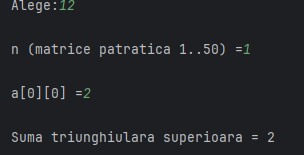 Alege:12
n (matrice patratica 1..50) =1
a[0][0] =2
Suma triunghiulara superioara = 2